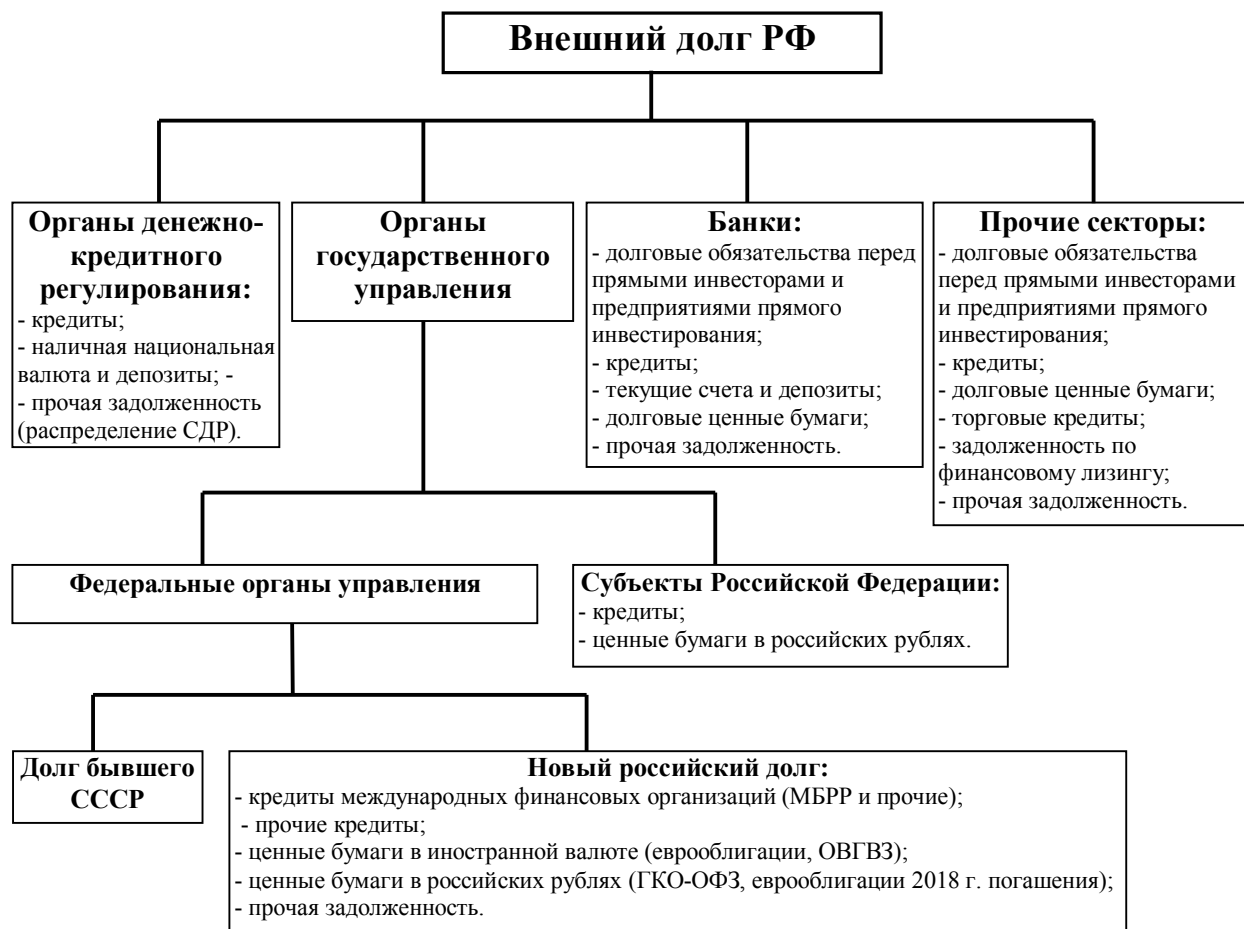 Внешний долг РФ
Органы денежно-
кредитного
регулирования:
- кредиты;
- наличная национальная
валюта и депозиты; -
- прочая задолженность
(распределение СДР).
Органы
государственного
управления
Банки:
- долговые обязательства перед
прямыми инвесторами и
предприятиями прямого
инвестирования;
- кредиты;
- текущие счета и депозиты;
- долговые ценные бумаги;
- прочая задолженность.
Прочие секторы:
- долговые обязательства
перед прямыми инвесторами
и предприятиями прямого
инвестирования;
- кредиты;
- долговые ценные бумаги;
- торговые кредиты;
- задолженность по
финансовому лизингу;
- прочая задолженность.
Федеральные органы управления
Субъекты Российской Федерации:
- кредиты;
- ценные бумаги в российских рублях.
Долг бывшего
СССР
Новый российский долг:
- кредиты международных финансовых организаций (МБРР и прочие);
- прочие кредиты;
- ценные бумаги в иностранной валюте (еврооблигации, ОВГВЗ);
- ценные бумаги в российских рублях (ГКО-ОФЗ, еврооблигации 2018 г. погашения);
- прочая задолженность.